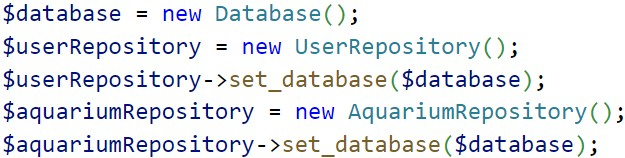 $database = new Database();
$userRepository = new UserRepository();
$userRepository->set_database($database);
$aquariumRepository = new AquariumRepository();
$aquariumRepository->set_database($database);